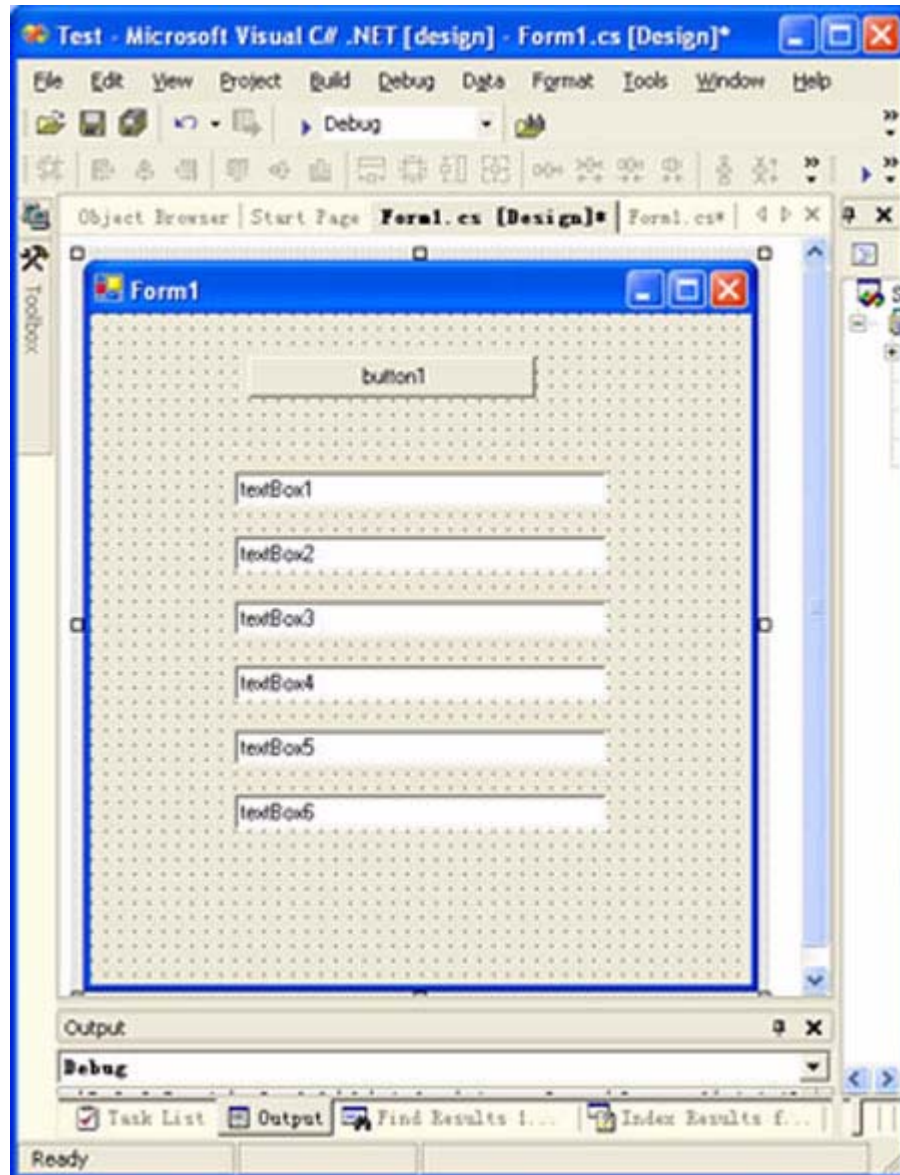 Test - Microsoft Visual C# .NET [design] - Form1.cs [Design]*
File Edit View Project Build Debug Data Format Tools Window Help
Debug
Object Browser Start Page Form1.cs [Design]* Form1.cs*
Toolbox
Form1
button1
textBox1
textBox2
textBox3
textBox4
textBox5
textBox6
Output
Debug
Task List Output Find Results 1... Index Results f...
Ready